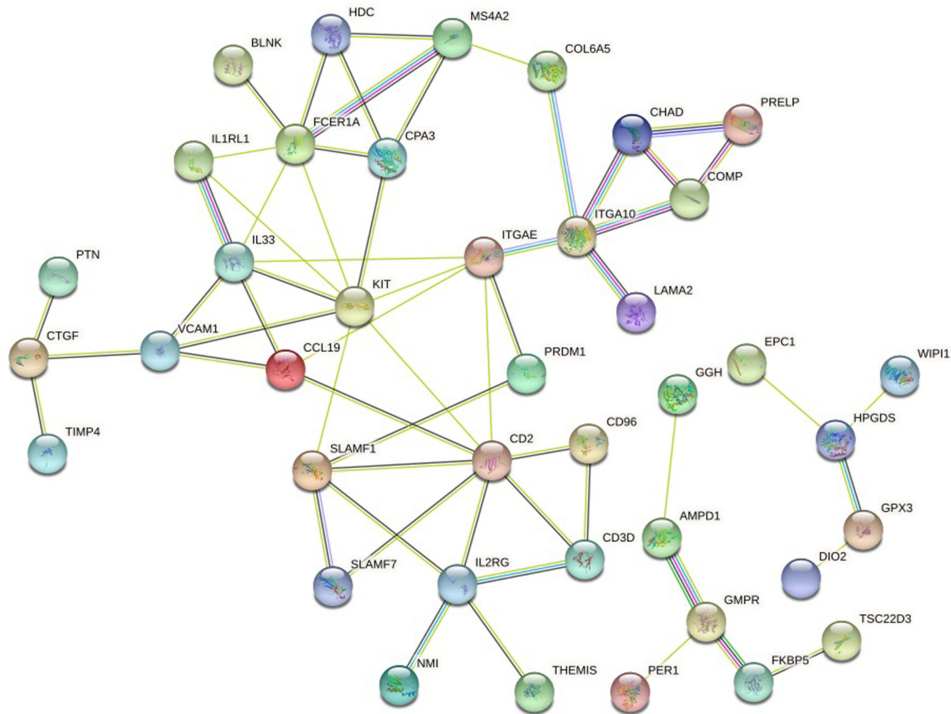 HDC
MS4A2
BLNK
COL6A5
CHAD
PRELP
FCER1A
CPA3
IL1RL1
COMP
ITGA10
ITGAE
IL33
PTN
KIT
LAMA2
VCAM1
CTGF
CCL19
PRDM1
EPC1
WIPI1
GGH
HPGDS
TIMP4
SLAMF1
CD2
CD96
GPX3
AMPD1
CD3D
DIO2
SLAMF7
IL2RG
GMPR
TSC22D3
NMI
THEMIS
PER1
FKBP5